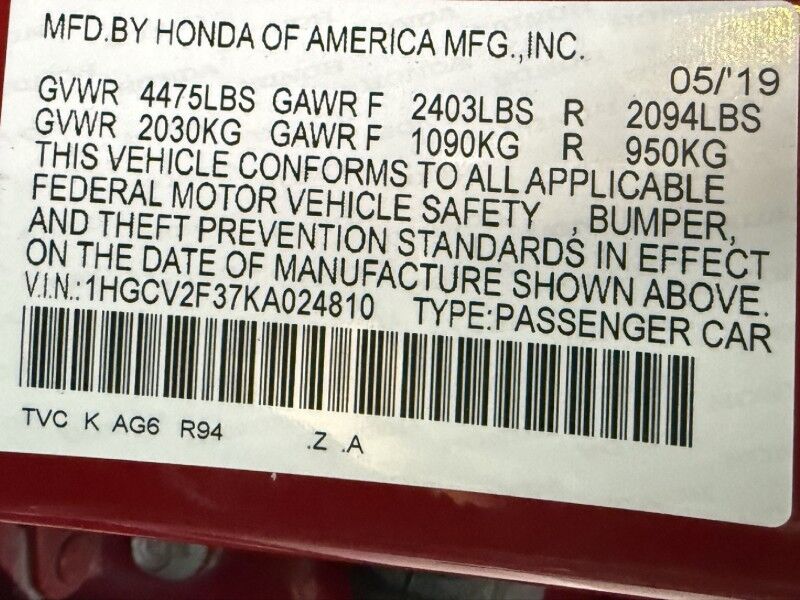 MFD.BY HONDA OF AMERICA MFG.,INC.
05/'19
GVWR 4475LBS GAWR F 2403LBS R 2094LBS
GVWR 2030KG GAWR F 1090KG R 950KG
THIS VEHICLE CONFORMS TO ALL APPLICABLE
FEDERAL MOTOR VEHICLE SAFETY , BUMPER,
AND THEFT PREVENTION STANDARDS IN EFFECT
ON THE DATE OF MANUFACTURE SHOWN ABOVE.
V.I.N.:1HGCV2F37KA024810 TYPE:PASSENGER CAR
TVC K AG6 R94 .Z .A